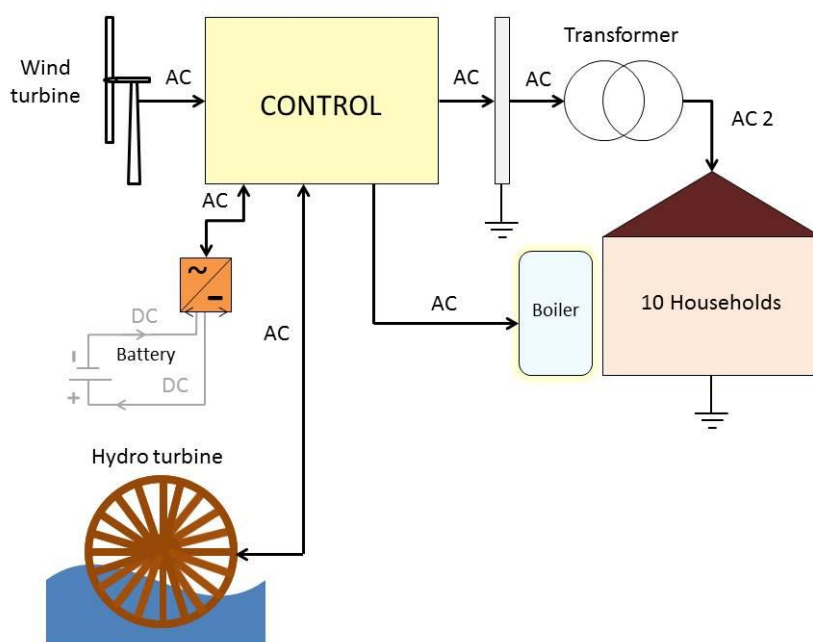 Transformer
Wind
turbine
AC
CONTROL
AC
AC
AC 2
AC
~
-
DC
Battery
-
+
DC
AC
AC
Boiler
10 Households
Hydro turbine